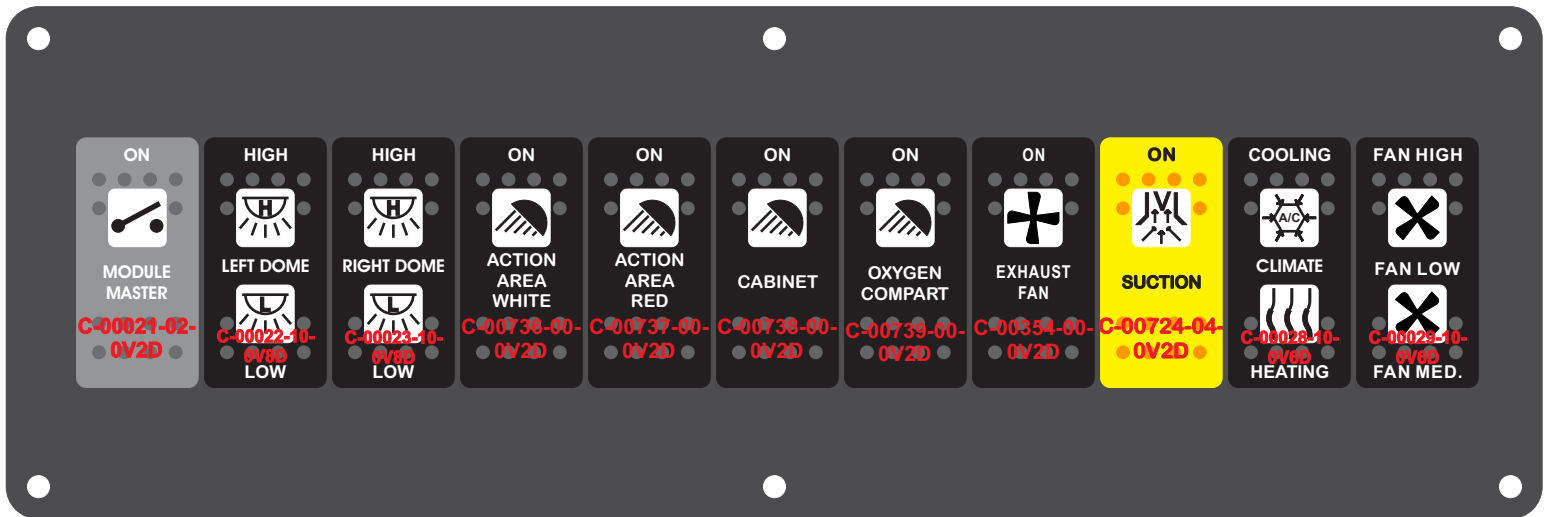 ON
MODULE
MASTER
C-00021-02-
0V2D
HIGH
H
LEFT DOME
L
C-00022-10-
0V8D
LOW
HIGH
H
RIGHT DOME
L
C-00023-10-
0V8D
LOW
ON
ACTION
AREA
WHITE
C-00736-00-
0V2D
ON
ACTION
AREA
RED
C-00737-00-
0V2D
ON
CABINET
C-00738-00-
0V2D
ON
OXYGEN
COMPART
C-00739-00-
0V2D
ON
EXHAUST
FAN
C-00354-00-
0V2D
ON
SUCTION
C-00724-04-
0V2D
COOLING
A/C
CLIMATE
C-00028-10-
0V6D
HEATING
FAN HIGH
FAN LOW
C-00029-10-
0V6D
FAN MED.